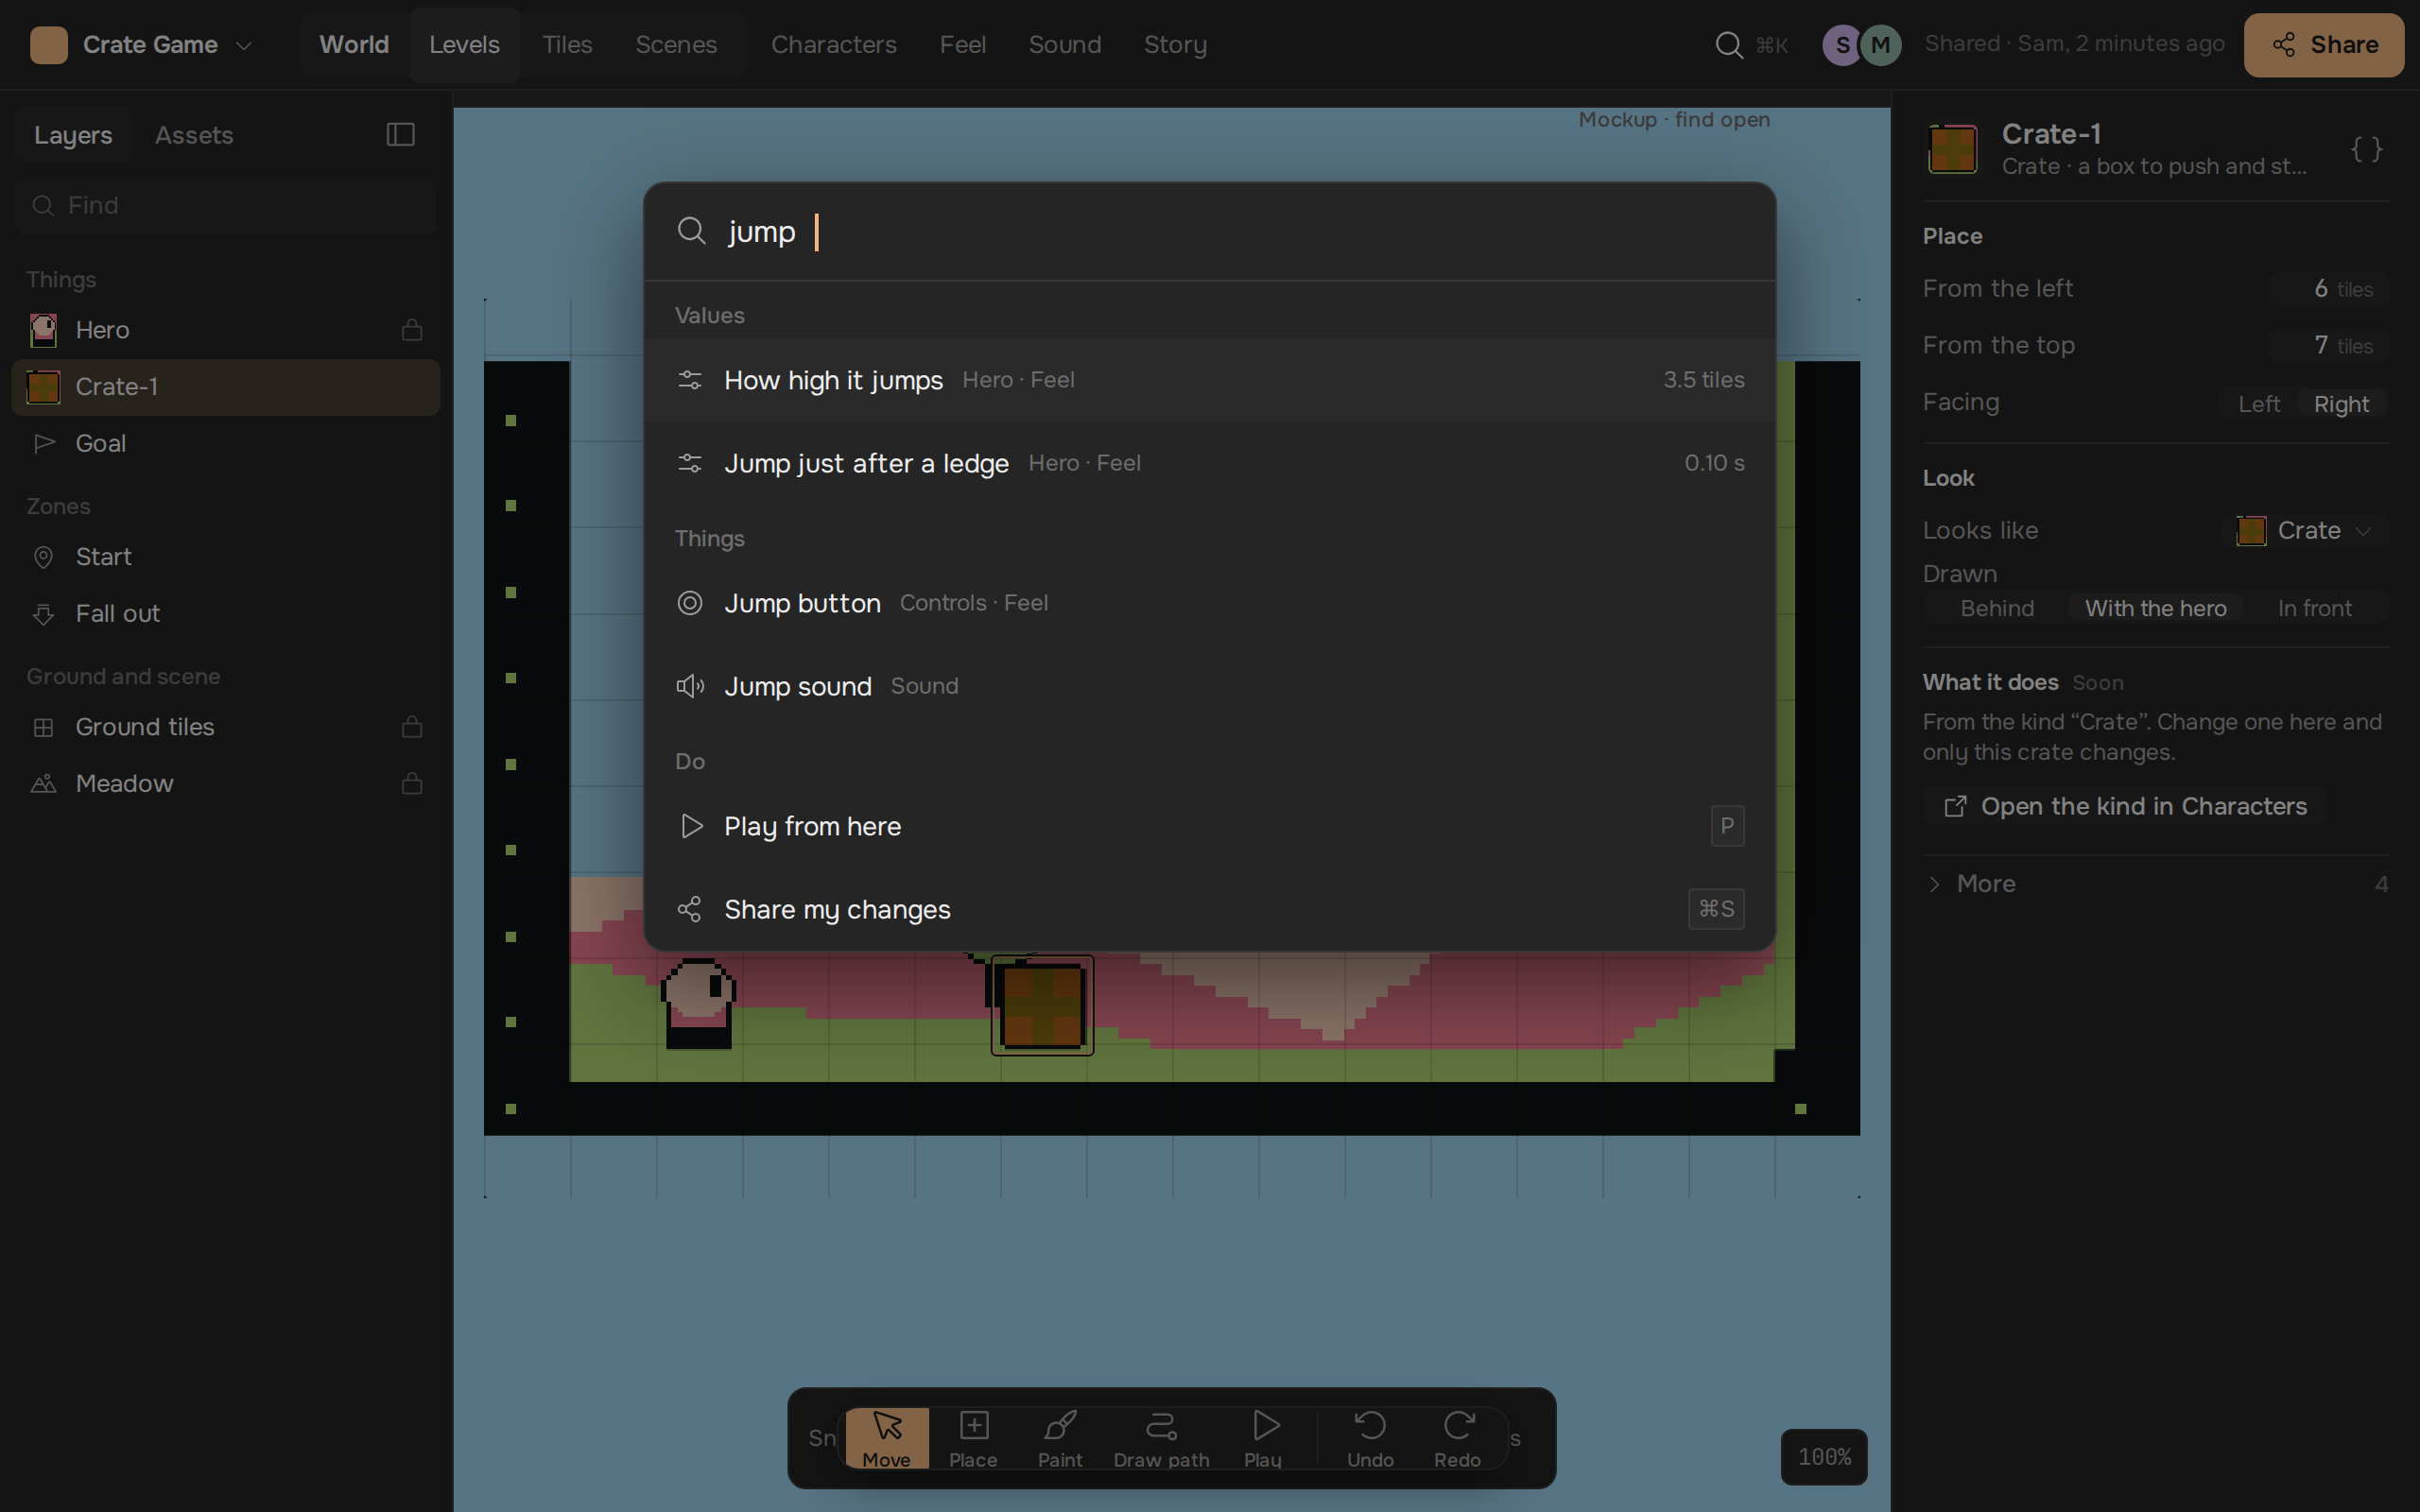 Crate Game World Levels Tiles Scenes Characters Feel Sound Story ⌘K S M Shared · Sam, 2 minutes ago Share
Layers Assets
Find
Things
Hero
Crate-1
Goal
Zones
Start
Fall out
Ground and scene
Ground tiles
Meadow
Mockup · find open
jump
Values
How high it jumps Hero · Feel 3.5 tiles
Jump just after a ledge Hero · Feel 0.10 s
Things
Jump button Controls · Feel
Jump sound Sound
Do
Play from here P
Share my changes ⌘S
Sn Move Place Paint Draw path Play Undo Redo s
100%
Crate-1 { }
Crate · a box to push and st...
Place
From the left 6 tiles
From the top 7 tiles
Facing Left Right
Look
Looks like Crate
Drawn
Behind With the hero In front
What it does Soon
From the kind “Crate”. Change one here and
only this crate changes.
Open the kind in Characters
More 4